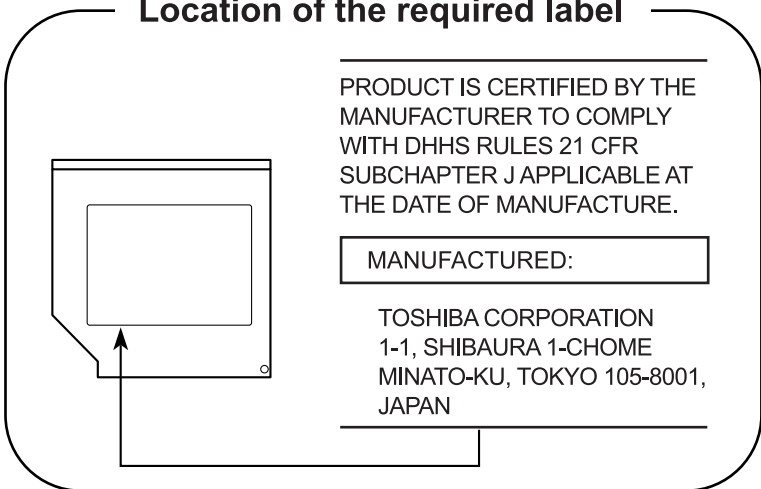 Location of the required label
PRODUCT IS CERTIFIED BY THE
MANUFACTURER TO COMPLY
WITH DHHS RULES 21 CFR
SUBCHAPTER J APPLICABLE AT
THE DATE OF MANUFACTURE.
MANUFACTURED:
TOSHIBA CORPORATION
1-1, SHIBAURA 1-CHOME
MINATO-KU, TOKYO 105-8001,
JAPAN